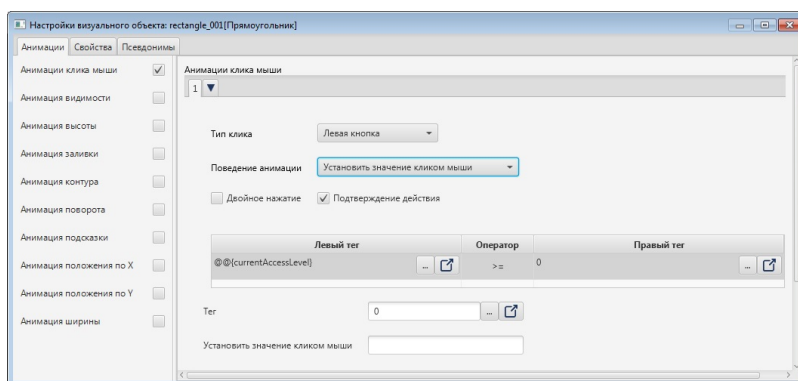 Настройки визуального объекта: rectangle_001[Прямоугольник]
Анимации Свойства Псевдонимы
Анимации клика мыши
Анимация видимости
Анимация высоты
Анимация заливки
Анимация контура
Анимация поворота
Анимация подсказки
Анимация положения по X
Анимация положения по Y
Анимация ширины
Анимации клика мыши
1
Тип клика Левая кнопка
Поведение анимации Установить значение кликом мыши
Двойное нажатие Подтверждение действия
Левый тег Оператор Правый тег
@@{currentAccessLevel} ... >= 0 ...
Тег 0 ...
Установить значение кликом мыши